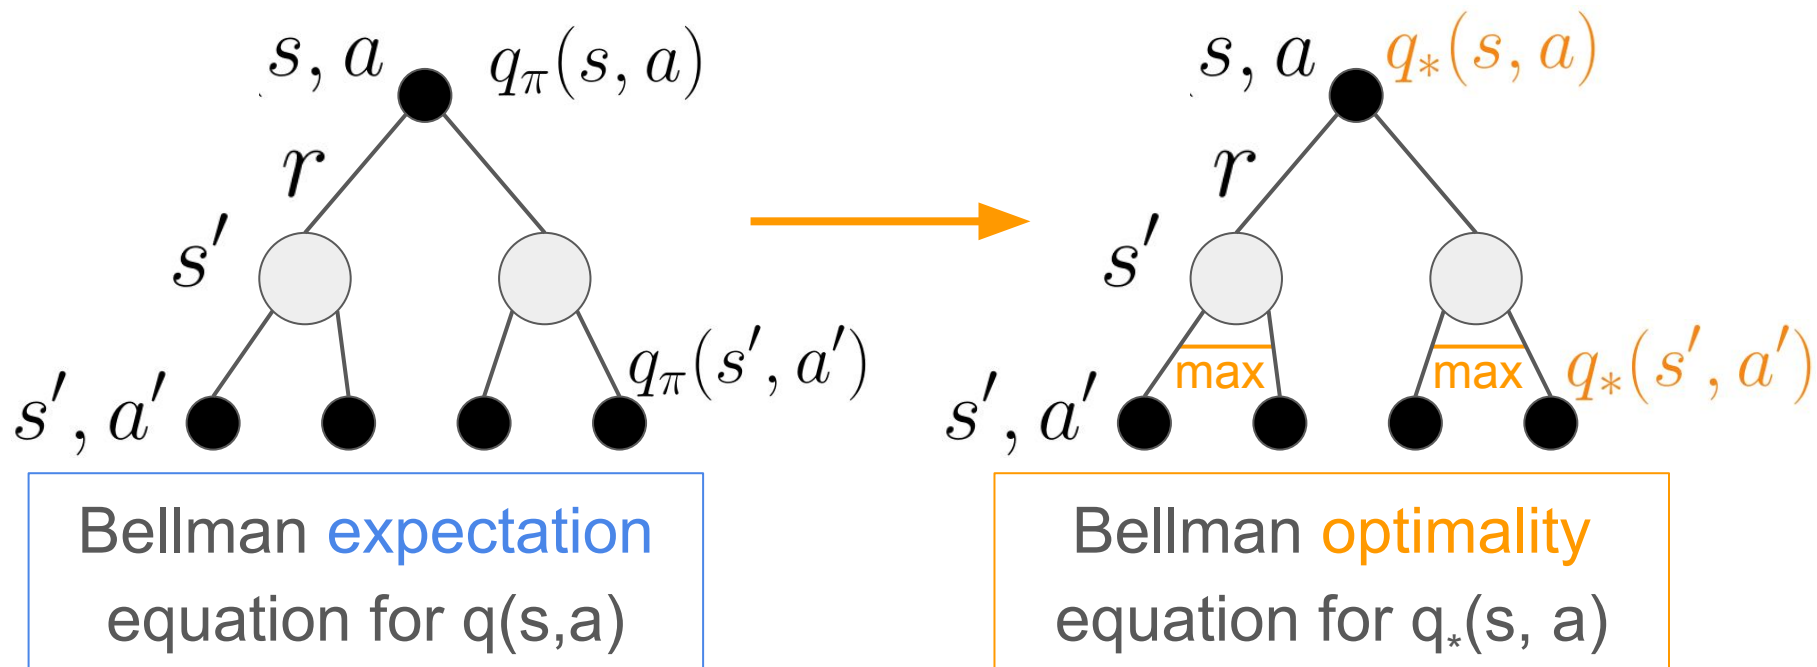 s, a
q_π(s, a)
r
s'
q_π(s', a')
s', a'
Bellman expectation
equation for q(s,a)
s, a
q_*(s, a)
r
s'
max
max
q_*(s', a')
s', a'
Bellman optimality
equation for q_*(s, a)